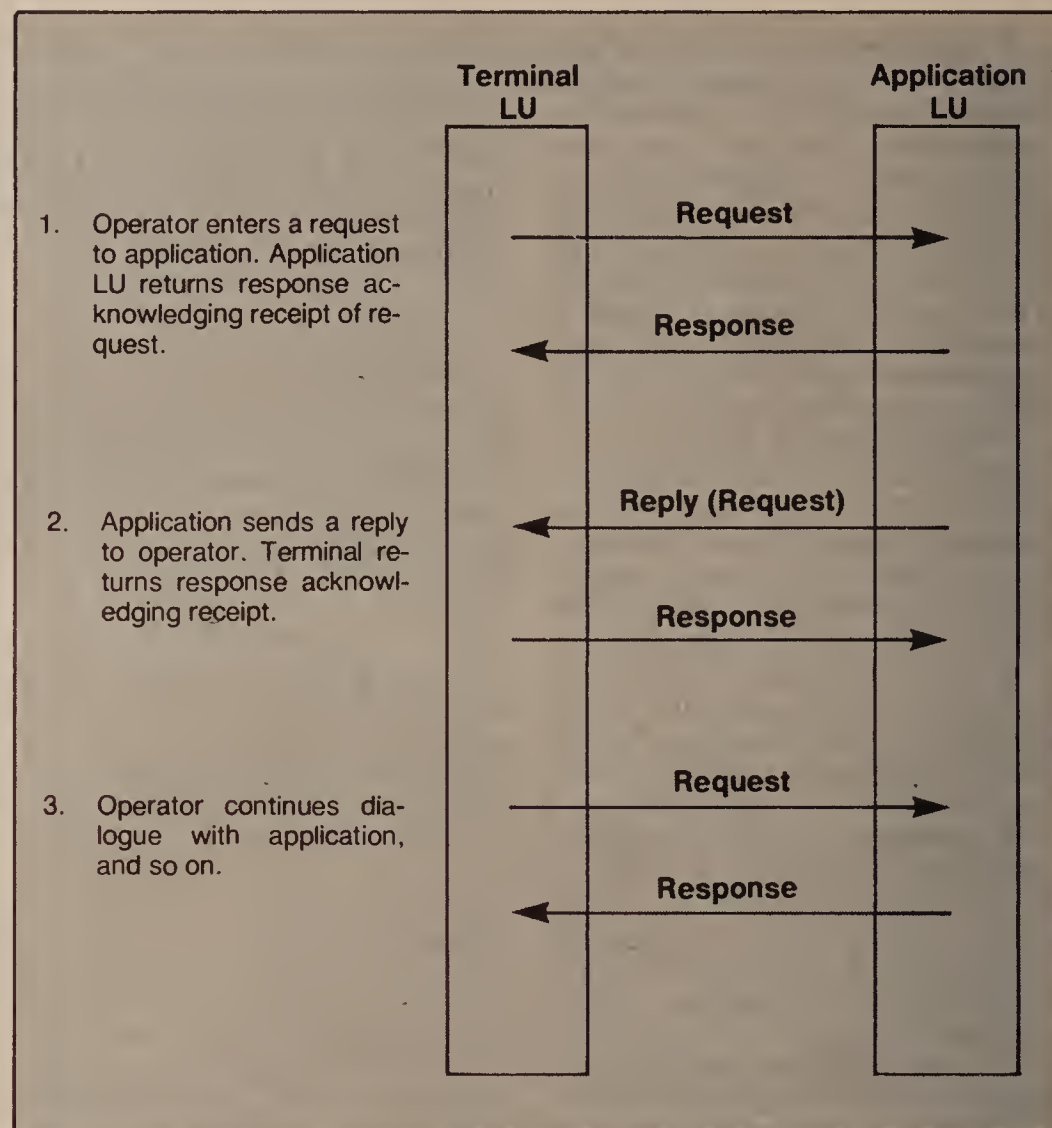 Terminal
LU
Application
LU
1. Operator enters a request
to application. Application
LU returns response ac-
knowledging receipt of re-
quest.
Request
Response
2. Application sends a reply
to operator. Terminal re-
turns response acknowl-
edging receipt.
Reply (Request)
Response
3. Operator continues dia-
logue with application,
and so on.
Request
Response